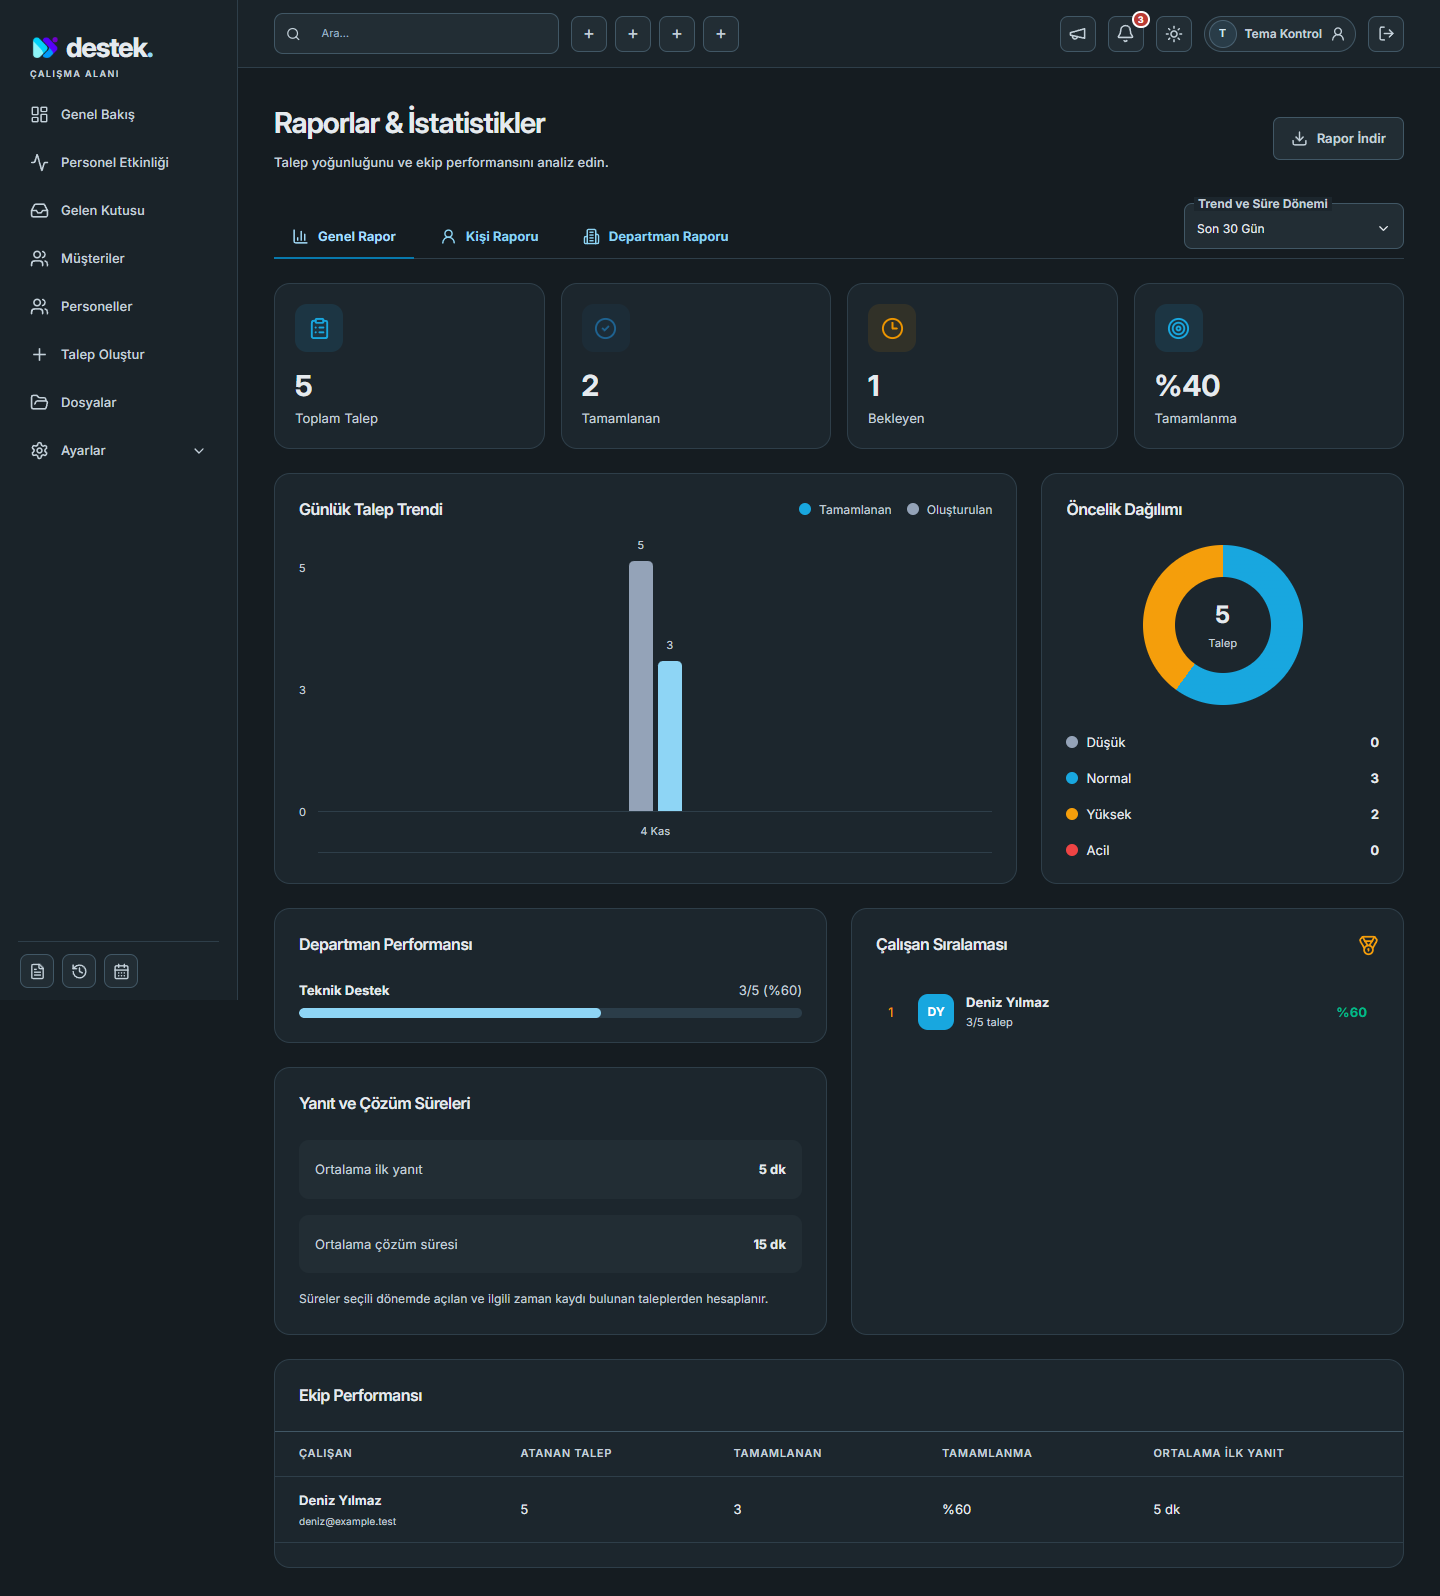 destek.
ÇALIŞMA ALANI
Genel Bakış
Personel Etkinliği
Gelen Kutusu
Müşteriler
Personeller
Talep Oluştur
Dosyalar
Ayarlar
Ara...
3
T Tema Kontrol
Raporlar & İstatistikler
Talep yoğunluğunu ve ekip performansını analiz edin.
Rapor İndir
Genel Rapor
Kişi Raporu
Departman Raporu
Trend ve Süre Dönemi
Son 30 Gün
5
Toplam Talep
2
Tamamlanan
1
Bekleyen
%40
Tamamlanma
Günlük Talep Trendi
Tamamlanan
Oluşturulan
5
3
0
5
3
4 Kas
Öncelik Dağılımı
5
Talep
Düşük 0
Normal 3
Yüksek 2
Acil 0
Departman Performansı
Teknik Destek 3/5 (%60)
Çalışan Sıralaması
1
DY
Deniz Yılmaz
3/5 talep
%60
Yanıt ve Çözüm Süreleri
Ortalama ilk yanıt 5 dk
Ortalama çözüm süresi 15 dk
Süreler seçili dönemde açılan ve ilgili zaman kaydı bulunan taleplerden hesaplanır.
Ekip Performansı
ÇALIŞAN ATANAN TALEP TAMAMLANAN TAMAMLANMA ORTALAMA İLK YANIT
Deniz Yılmaz 5 3 %60 5 dk
deniz@example.test